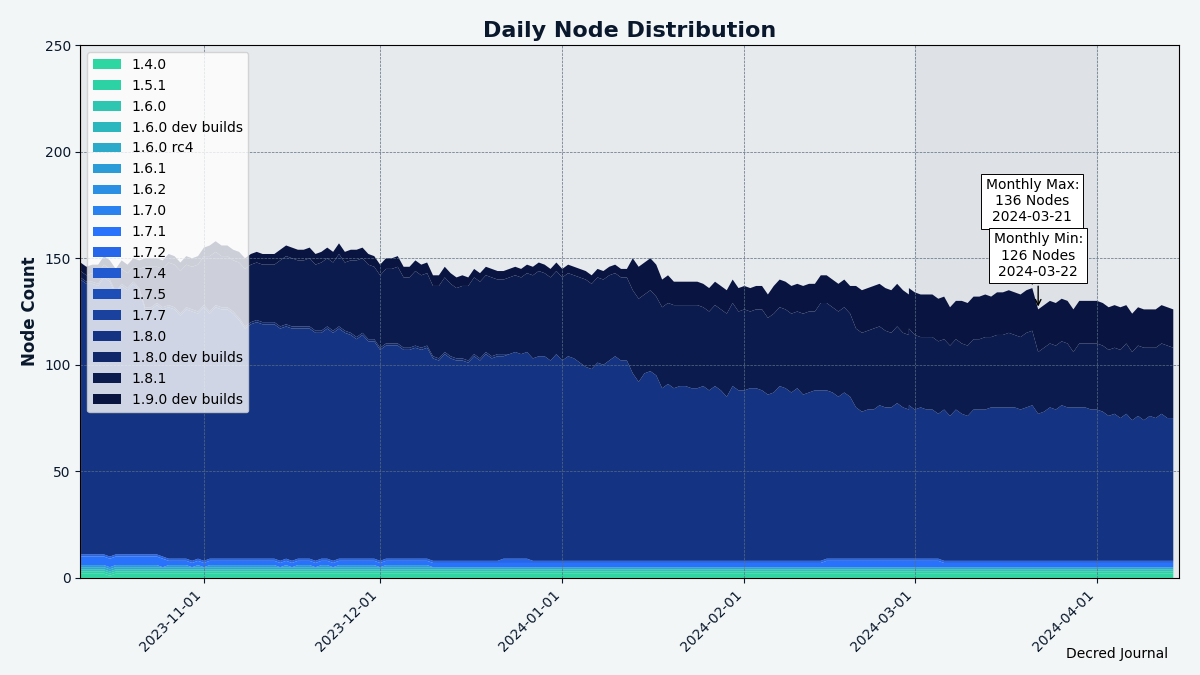 Daily Node Distribution
Node Count
250
200
150
100
50
0
1.4.0
1.5.1
1.6.0
1.6.0 dev builds
1.6.0 rc4
1.6.1
1.6.2
1.7.0
1.7.1
1.7.2
1.7.4
1.7.5
1.7.7
1.8.0
1.8.0 dev builds
1.8.1
1.9.0 dev builds
Monthly Max:
136 Nodes
2024-03-21
Monthly Min:
126 Nodes
2024-03-22
2023-11-01
2023-12-01
2024-01-01
2024-02-01
2024-03-01
2024-04-01
Decred Journal